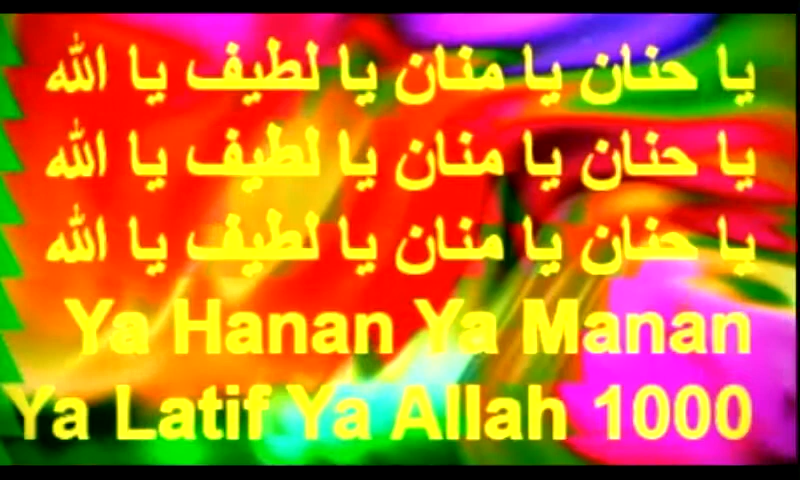 يا حنان يا منان يا لطيف يا الله
يا حنان يا منان يا لطيف يا الله
يا حنان يا منان يا لطيف يا الله
Ya Hanan Ya Manan
Ya Latif Ya Allah 1000